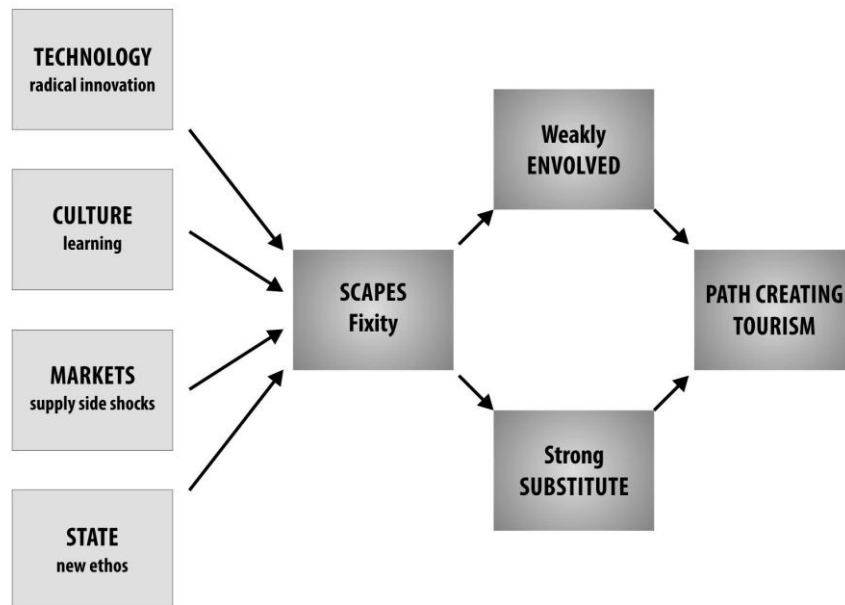 TECHNOLOGY
radical innovation
CULTURE
learning
MARKETS
supply side shocks
STATE
new ethos
SCAPES
Fixity
Weakly
ENVOLVED
Strong
SUBSTITUTE
PATH CREATING
TOURISM